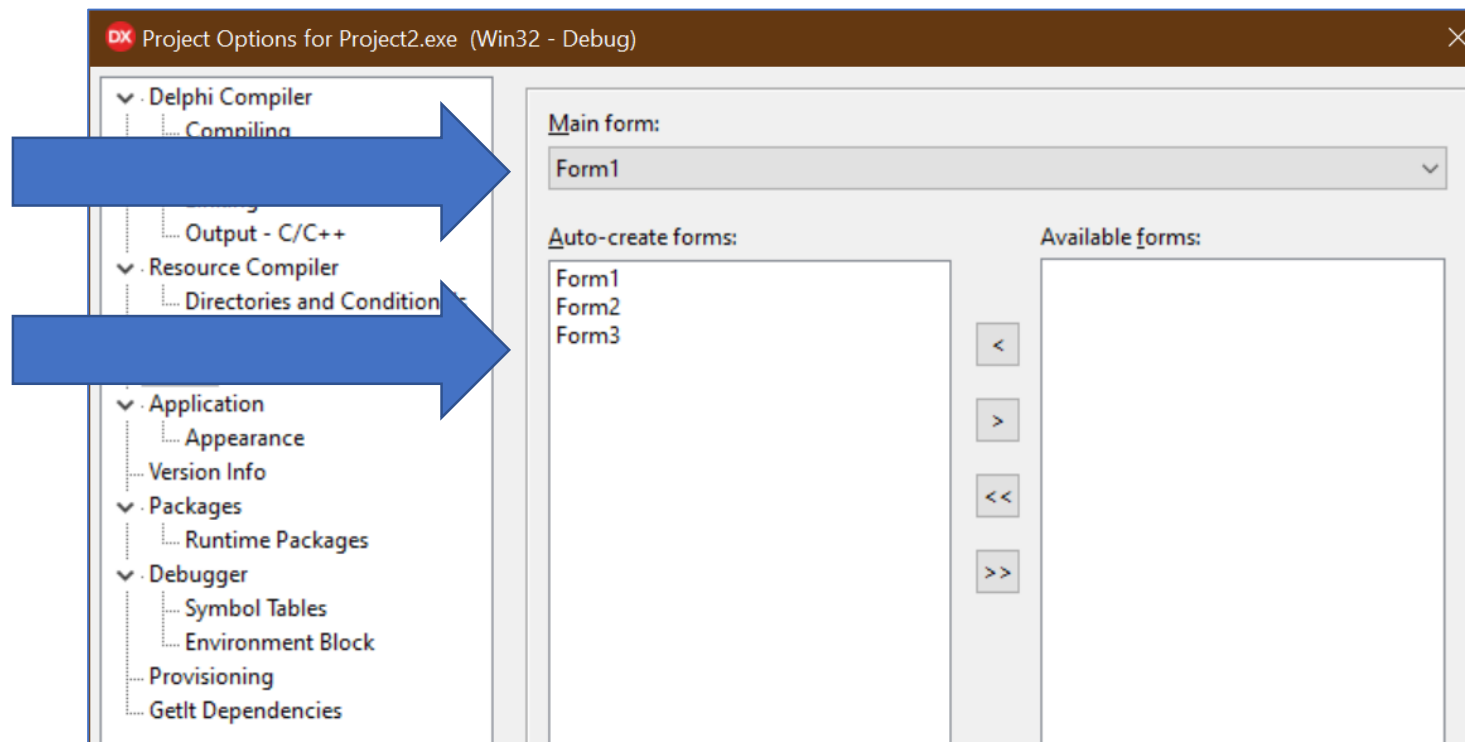 DX Project Options for Project2.exe (Win32 - Debug)
Delphi Compiler
Compiling
Output - C/C++
Resource Compiler
Directories and Condition
Application
Appearance
Version Info
Packages
Runtime Packages
Debugger
Symbol Tables
Environment Block
Provisioning
GetIt Dependencies
Main form:
Form1
Auto-create forms:
Form1
Form2
Form3
<
>
<<
>>
Available forms: